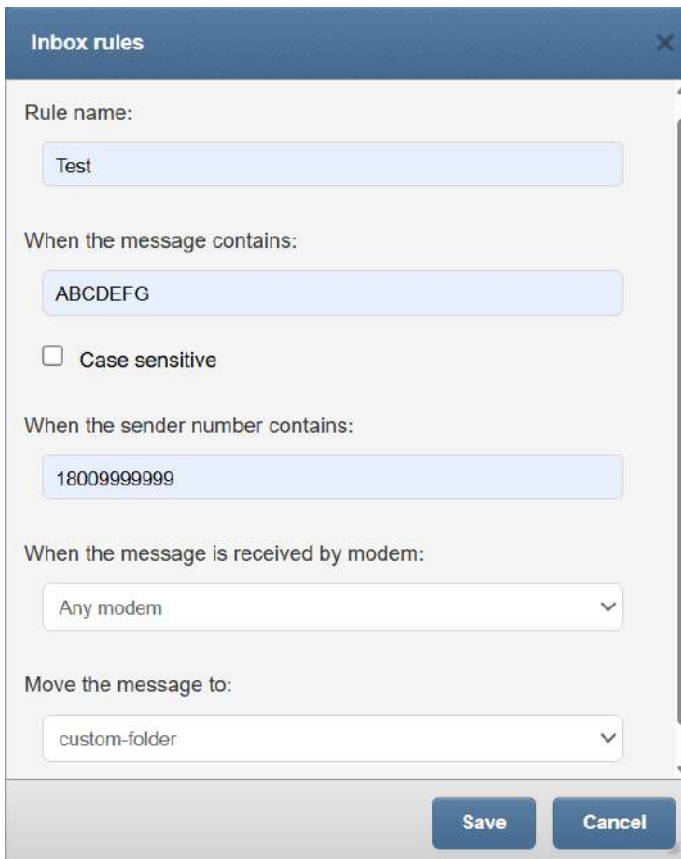 Inbox rules
Rule name:
Test
When the message contains:
ABCDEFG
Case sensitive
When the sender number contains:
18009999999
When the message is received by modem:
Any modem
Move the message to:
custom-folder
Save Cancel